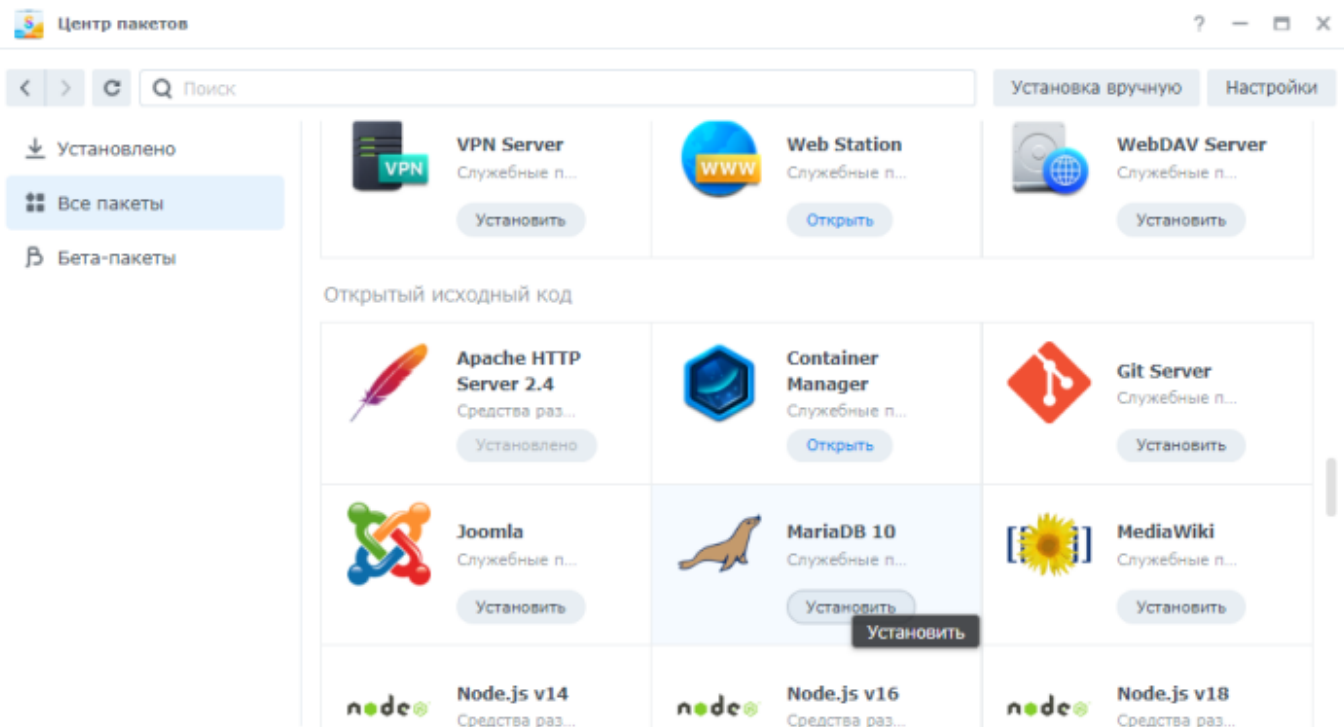 Центр пакетов
Поиск
Установка вручную
Настройки
Установлено
Все пакеты
Бета-пакеты
VPN
VPN Server
Служебные п...
Установить
WWW
Web Station
Служебные п...
Открыть
WebDAV Server
Служебные п...
Установить
Открытый исходный код
Apache HTTP
Server 2.4
Средства раз...
Установлено
Container
Manager
Служебные п...
Открыть
Git Server
Служебные п...
Установить
Joomla
Служебные п...
Установить
MariaDB 10
Служебные п...
Установить
Установить
MediaWiki
Служебные п...
Установить
node
Node.js v14
Средства раз...
node
Node.js v16
Средства раз...
node
Node.js v18
Средства раз...